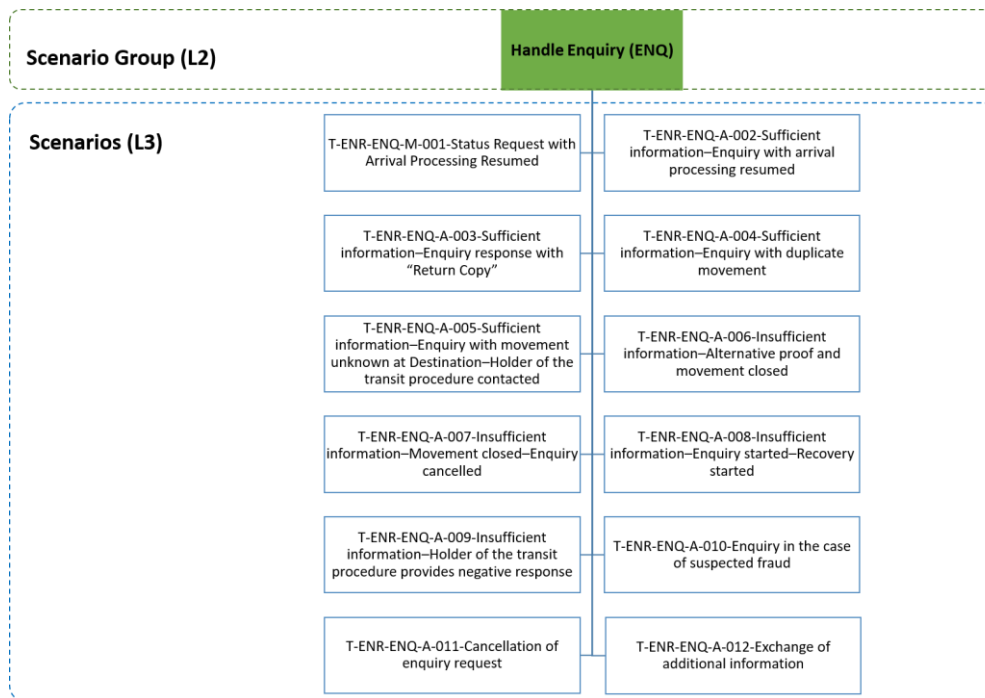 Scenario Group (L2)
Handle Enquiry (ENQ)
Scenarios (L3)
T-ENR-ENQ-M-001-Status Request with
Arrival Processing Resumed
T-ENR-ENQ-A-002-Sufficient
information–Enquiry with arrival
processing resumed
T-ENR-ENQ-A-003-Sufficient
information–Enquiry response with
“Return Copy”
T-ENR-ENQ-A-004-Sufficient
information–Enquiry with duplicate
movement
T-ENR-ENQ-A-005-Sufficient
information–Enquiry with movement
unknown at Destination–Holder of the
transit procedure contacted
T-ENR-ENQ-A-006-Insufficient
information–Alternative proof and
movement closed
T-ENR-ENQ-A-007-Insufficient
information–Movement closed–Enquiry
cancelled
T-ENR-ENQ-A-008-Insufficient
information–Enquiry started–Recovery
started
T-ENR-ENQ-A-009-Insufficient
information–Holder of the transit
procedure provides negative response
T-ENR-ENQ-A-010-Enquiry in the case
of suspected fraud
T-ENR-ENQ-A-011-Cancellation of
enquiry request
T-ENR-ENQ-A-012-Exchange of
additional information